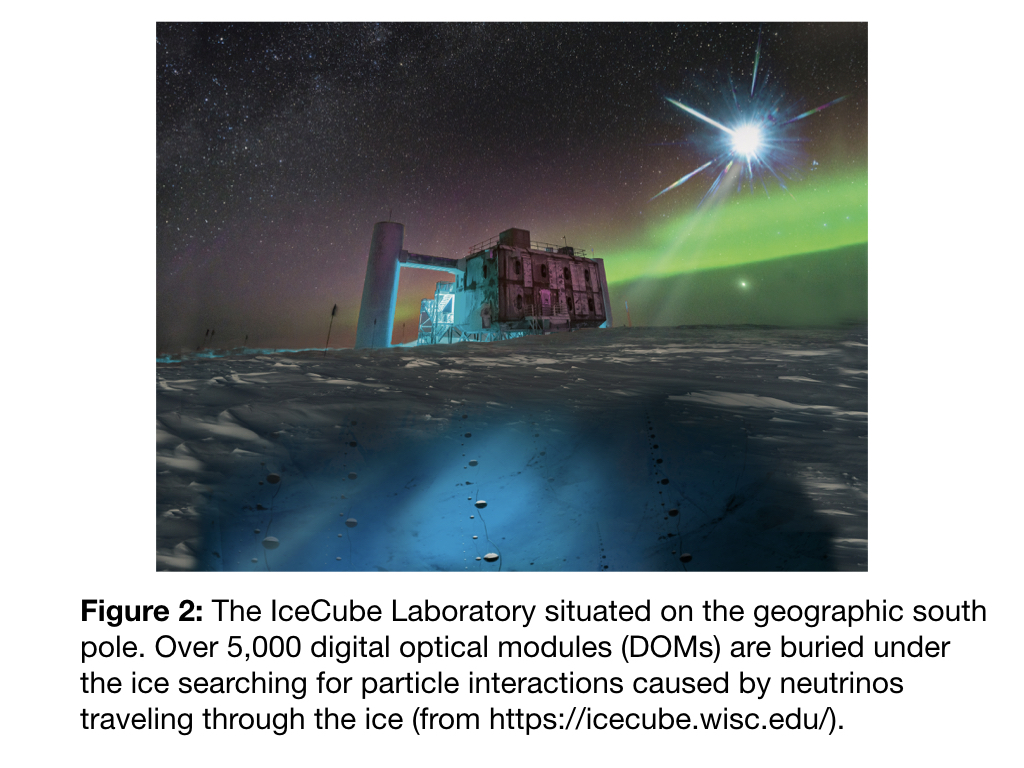 Figure 2: The IceCube Laboratory situated on the geographic south
pole. Over 5,000 digital optical modules (DOMs) are buried under
the ice searching for particle interactions caused by neutrinos
traveling through the ice (from https://icecube.wisc.edu/).